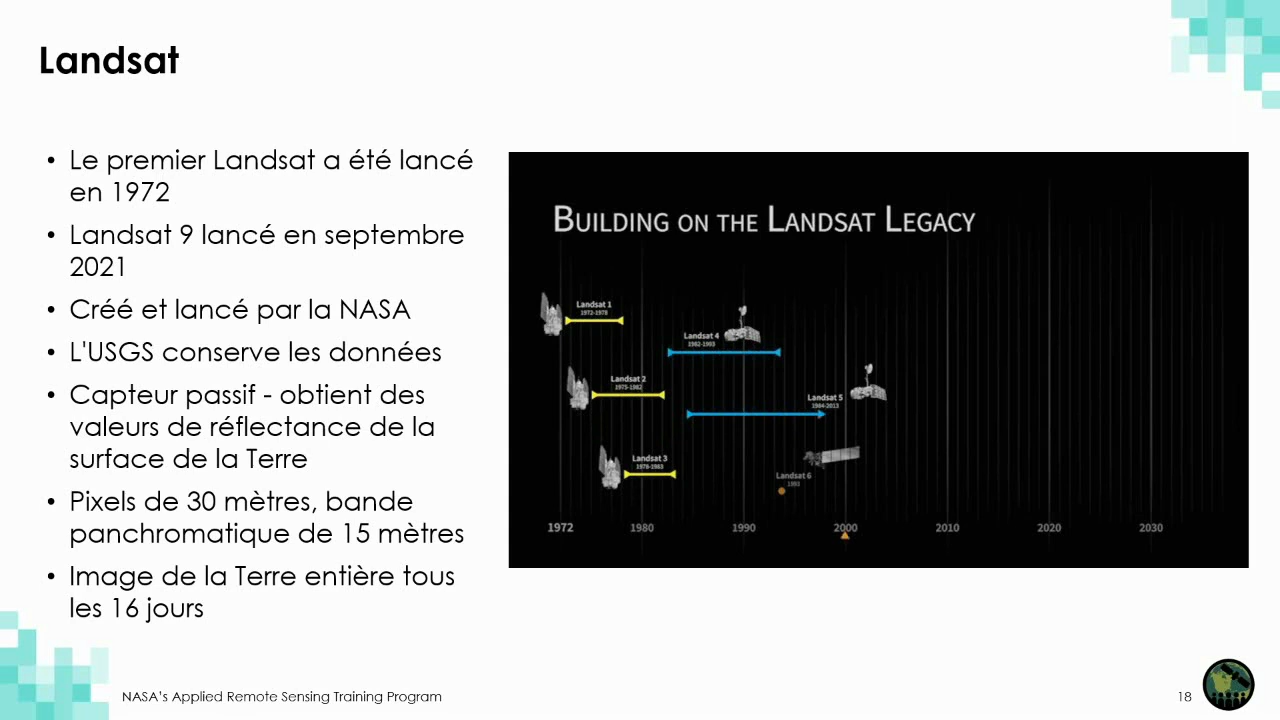 Landsat
• Le premier Landsat a été lancé
en 1972
• Landsat 9 lancé en septembre
2021
• Créé et lancé par la NASA
• L'USGS conserve les données
• Capteur passif - obtient des
valeurs de réflectance de la
surface de la Terre
• Pixels de 30 mètres, bande
panchromatique de 15 mètres
• Image de la Terre entière tous
les 16 jours
Building on the Landsat Legacy
Landsat 1
1972-1978
Landsat 4
1982-1993
Landsat 2
1975-1982
Landsat 5
1984-2013
Landsat 3
1978-1983
Landsat 6
1993
1972 1980 1990 2000 2010 2020 2030
NASA's Applied Remote Sensing Training Program
18